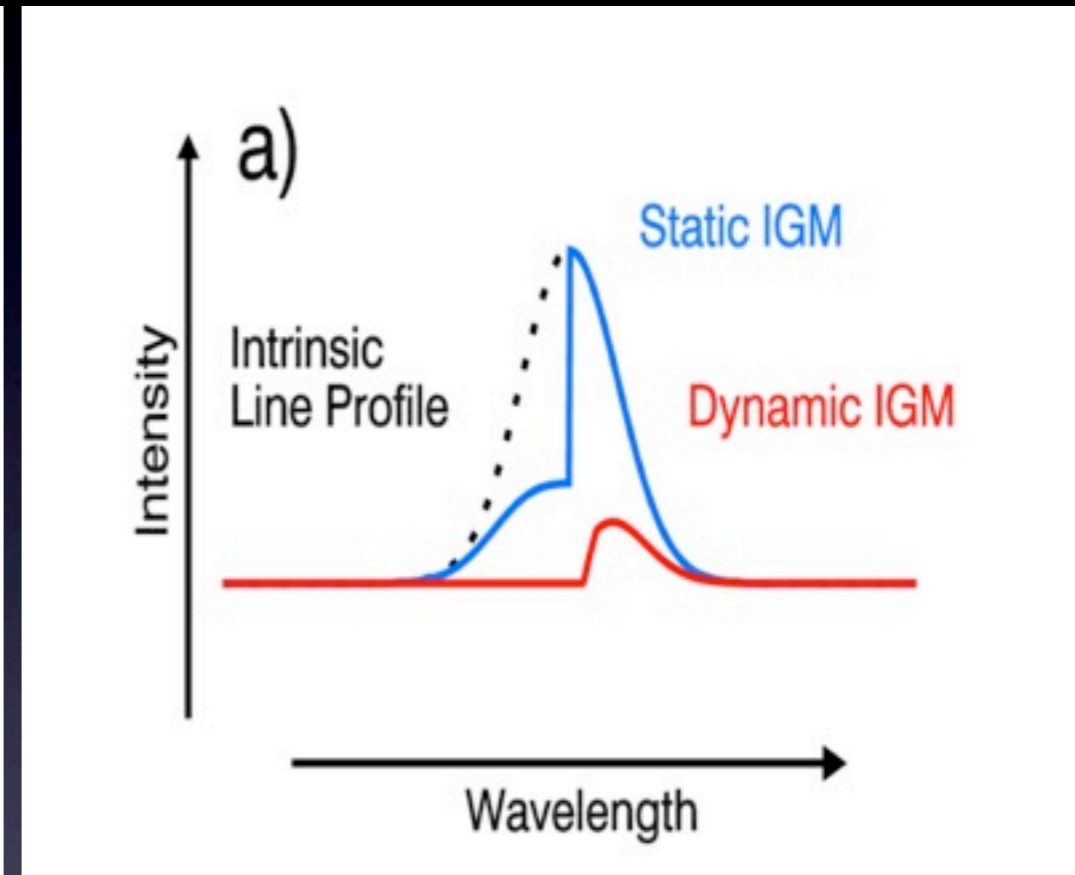 a)
Static IGM
Intrinsic
Line Profile
Dynamic IGM
Intensity
Wavelength